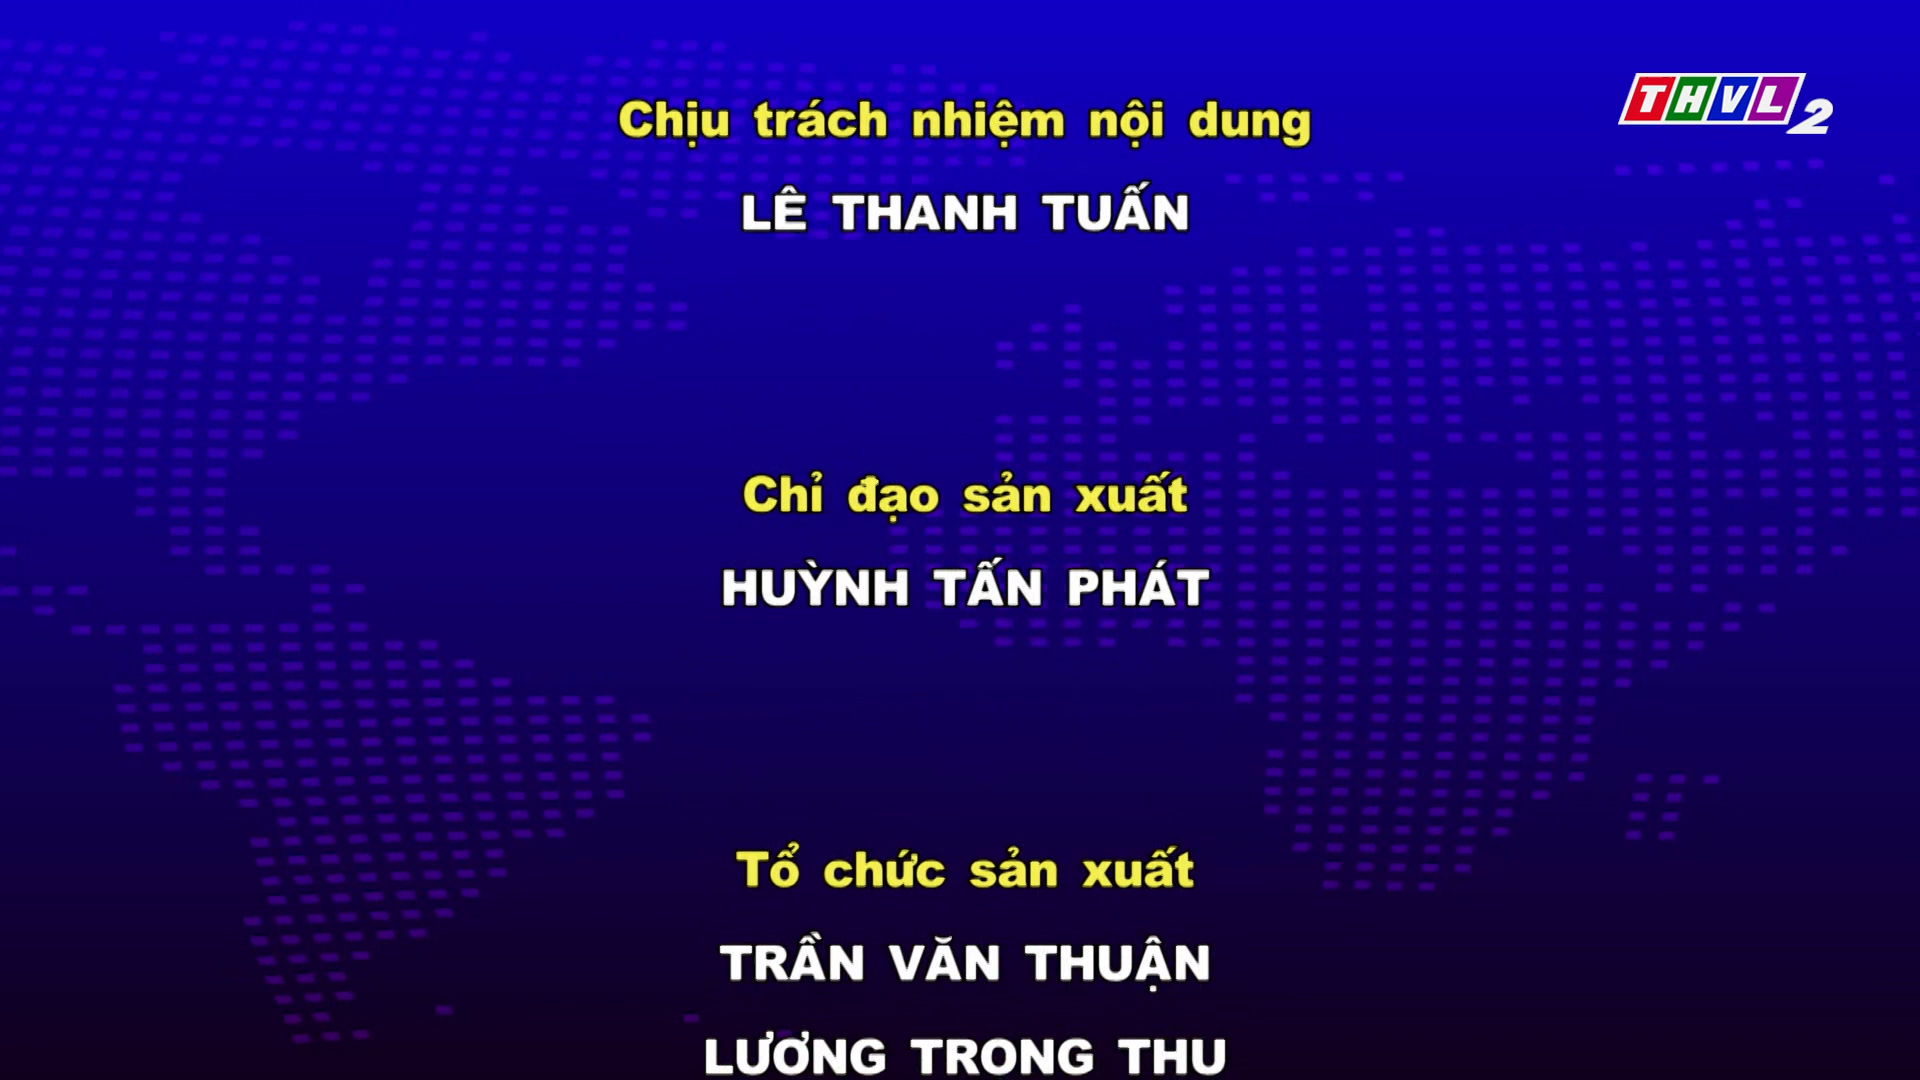 THVL2
Chịu trách nhiệm nội dung
LÊ THANH TUẤN
Chỉ đạo sản xuất
HUỲNH TẤN PHÁT
Tổ chức sản xuất
TRẦN VĂN THUẬN
LƯƠNG TRONG THU